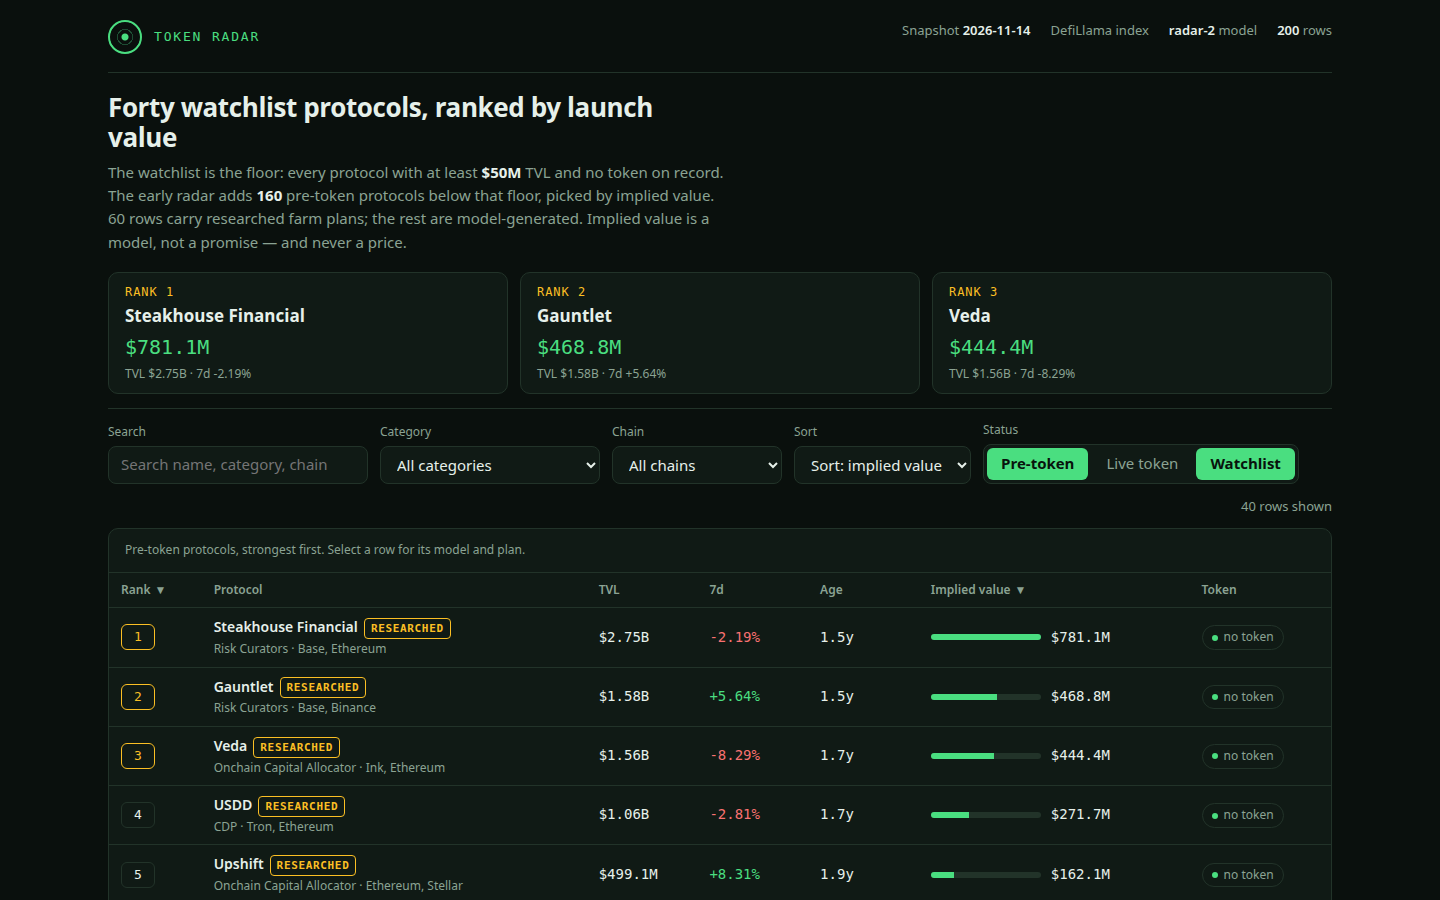 TOKEN RADAR
Snapshot 2026-11-14 DefiLlama index radar-2 model 200 rows
Forty watchlist protocols, ranked by launch
value
The watchlist is the floor: every protocol with at least $50M TVL and no token on record.
The early radar adds 160 pre-token protocols below that floor, picked by implied value.
60 rows carry researched farm plans; the rest are model-generated. Implied value is a
model, not a promise — and never a price.
RANK 1
Steakhouse Financial
$781.1M
TVL $2.75B · 7d -2.19%
RANK 2
Gauntlet
$468.8M
TVL $1.58B · 7d +5.64%
RANK 3
Veda
$444.4M
TVL $1.56B · 7d -8.29%
Search Category Chain Sort Status
Search name, category, chain All categories All chains Sort: implied value Pre-token Live token Watchlist
40 rows shown
Pre-token protocols, strongest first. Select a row for its model and plan.
Rank ▼ Protocol TVL 7d Age Implied value ▼ Token
1 Steakhouse Financial RESEARCHED $2.75B -2.19% 1.5y $781.1M no token
Risk Curators · Base, Ethereum
2 Gauntlet RESEARCHED $1.58B +5.64% 1.5y $468.8M no token
Risk Curators · Base, Binance
3 Veda RESEARCHED $1.56B -8.29% 1.7y $444.4M no token
Onchain Capital Allocator · Ink, Ethereum
4 USDD RESEARCHED $1.06B -2.81% 1.7y $271.7M no token
CDP · Tron, Ethereum
5 Upshift RESEARCHED $499.1M +8.31% 1.9y $162.1M no token
Onchain Capital Allocator · Ethereum, Stellar